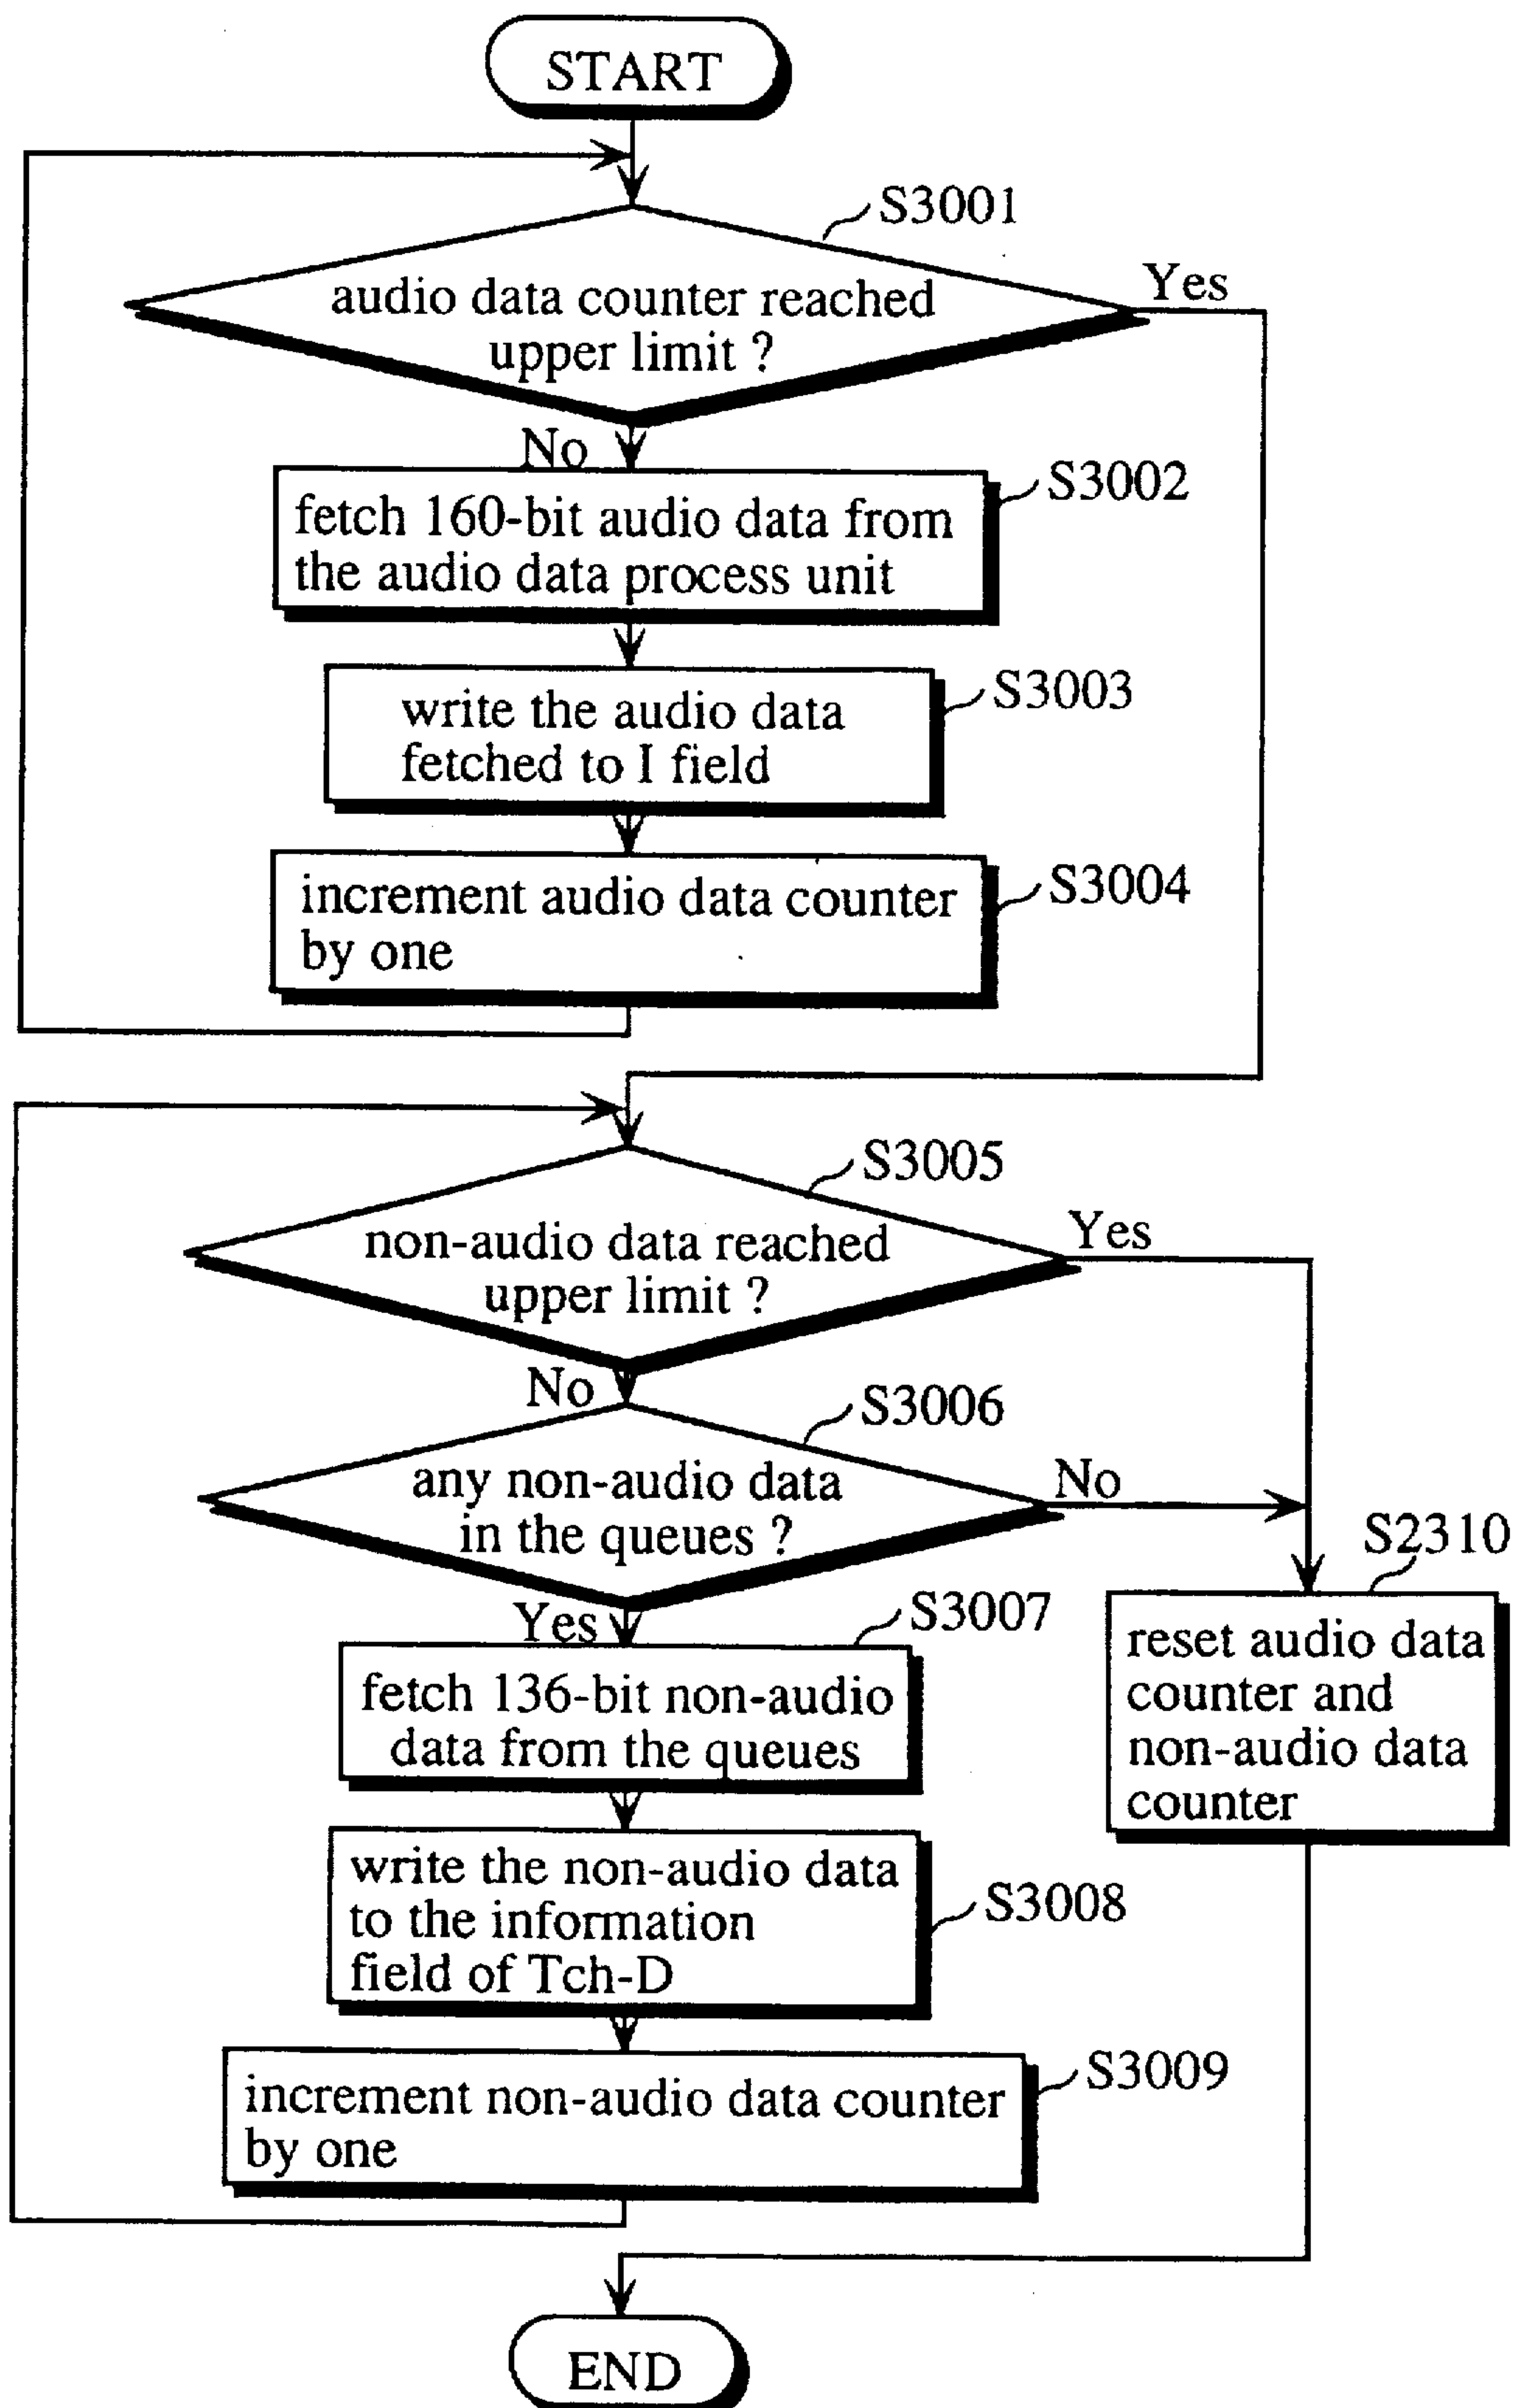 START
S3001
audio data counter reached
upper limit ?
Yes
No
fetch 160-bit audio data from
the audio data process unit
S3002
write the audio data
fetched to I field
S3003
increment audio data counter
by one
S3004
S3005
non-audio data reached
upper limit ?
Yes
No
S3006
any non-audio data
in the queues ?
No
Yes
S2310
reset audio data
counter and
non-audio data
counter
S3007
fetch 136-bit non-audio
data from the queues
write the non-audio data
to the information
field of Tch-D
S3008
increment non-audio data counter
by one
S3009
END